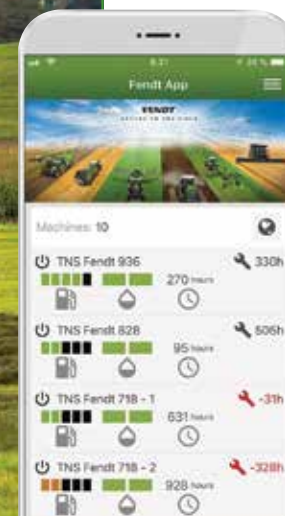 Fendt App
FENDT
Machines: 10
TNS Fendt 936
330h
270 hours
TNS Fendt 828
506h
95 hours
TNS Fendt 718 - 1
-31h
631 hours
TNS Fendt 718 - 2
-328h
928 hours